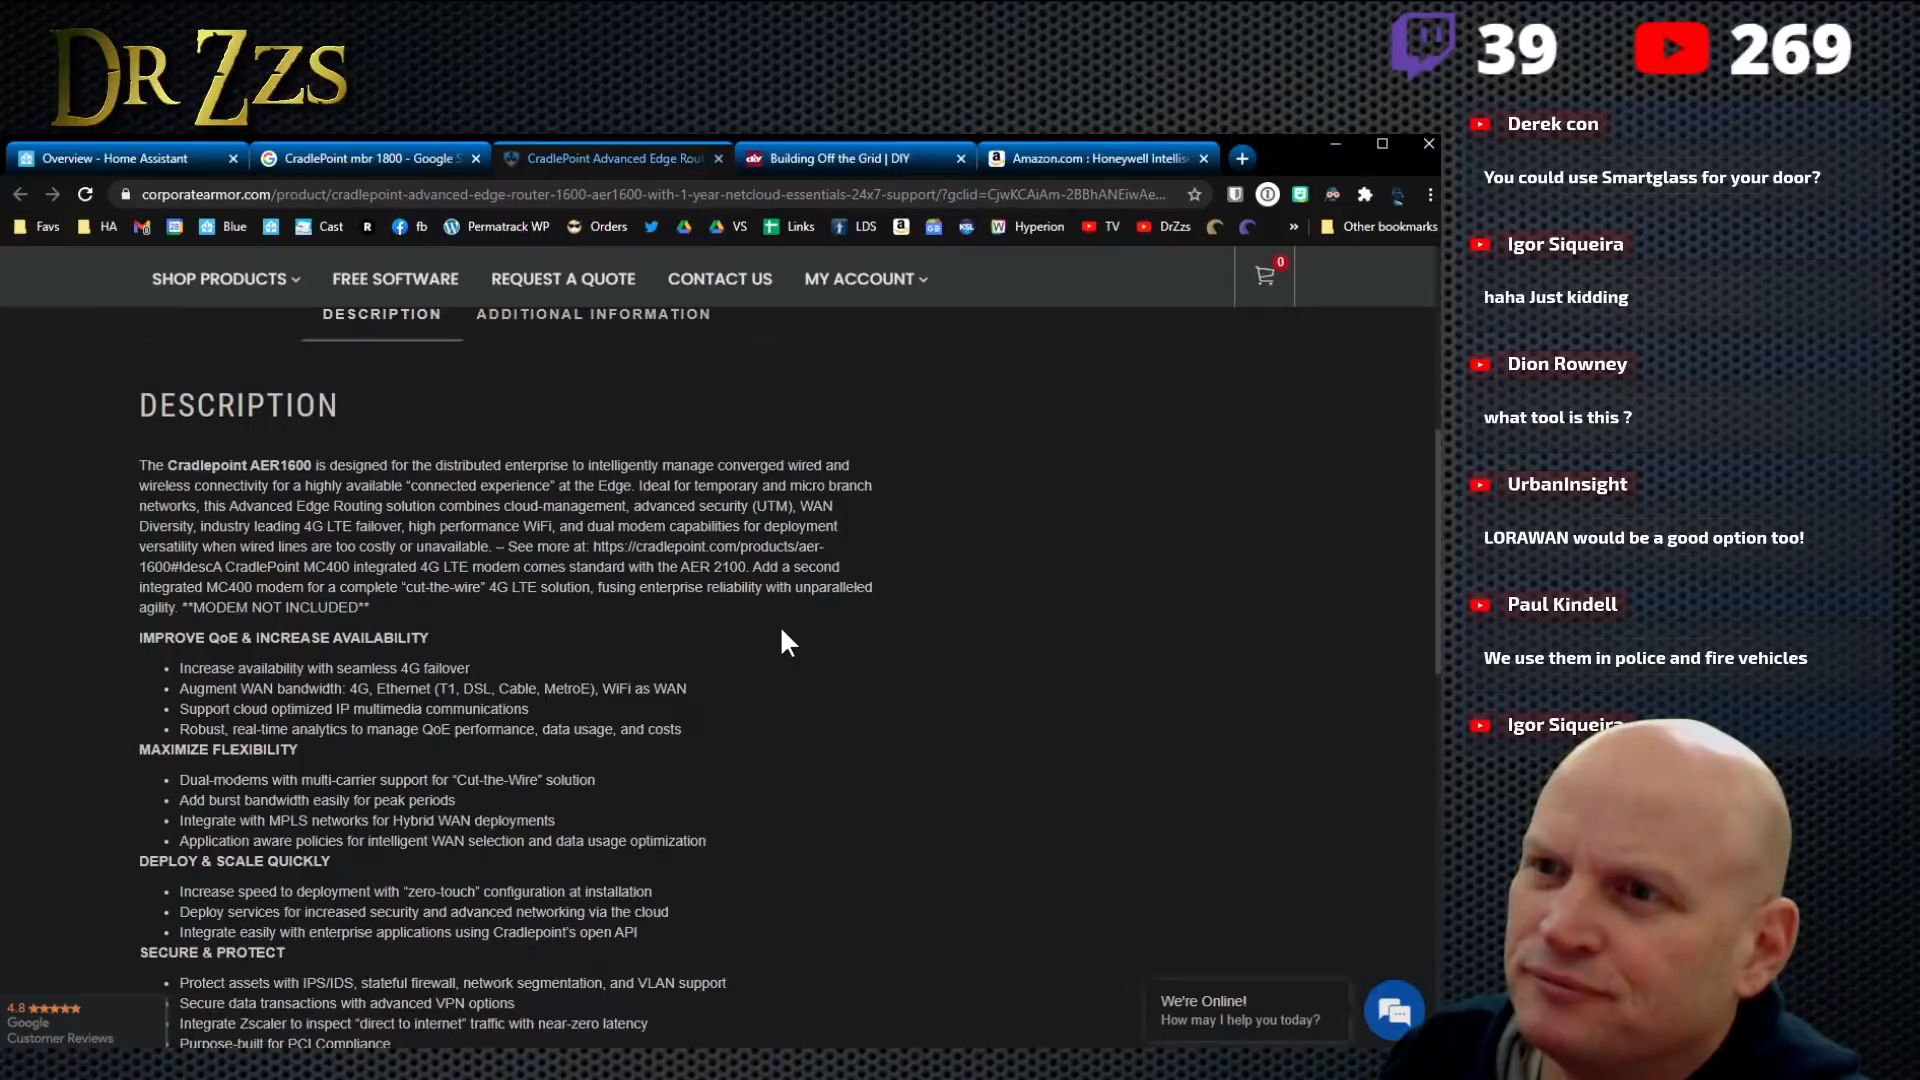 DR ZZS
39
269
Overview - Home Assistant
CradlePoint mbr 1800 - Google S
CradlePoint Advanced Edge Rou
diy
Building Off the Grid | DIY
Amazon.com : Honeywell Intellis
corporatearmor.com/product/cradlepoint-advanced-edge-router-1600-aer1600-with-1-year-netcloud-essentials-24x7-support/?gclid=CjwKCAiAm-2BBhANEiwAe...
Favs
HA
Blue
Cast
R
fb
Permatrack WP
Orders
VS
Links
LDS
Hyperion
TV
DrZzs
»
Other bookmarks
SHOP PRODUCTS
FREE SOFTWARE
REQUEST A QUOTE
CONTACT US
MY ACCOUNT
0
DESCRIPTION
ADDITIONAL INFORMATION
DESCRIPTION
The Cradlepoint AER1600 is designed for the distributed enterprise to intelligently manage converged wired and
wireless connectivity for a highly available “connected experience” at the Edge. Ideal for temporary and micro branch
networks, this Advanced Edge Routing solution combines cloud-management, advanced security (UTM), WAN
Diversity, industry leading 4G LTE failover, high performance WiFi, and dual modem capabilities for deployment
versatility when wired lines are too costly or unavailable. – See more at: https://cradlepoint.com/products/aer-
1600#!descA CradlePoint MC400 integrated 4G LTE modem comes standard with the AER 2100. Add a second
integrated MC400 modem for a complete “cut-the-wire” 4G LTE solution, fusing enterprise reliability with unparalleled
agility. **MODEM NOT INCLUDED**
IMPROVE QoE & INCREASE AVAILABILITY
• Increase availability with seamless 4G failover
• Augment WAN bandwidth: 4G, Ethernet (T1, DSL, Cable, MetroE), WiFi as WAN
• Support cloud optimized IP multimedia communications
• Robust, real-time analytics to manage QoE performance, data usage, and costs
MAXIMIZE FLEXIBILITY
• Dual-modems with multi-carrier support for “Cut-the-Wire” solution
• Add burst bandwidth easily for peak periods
• Integrate with MPLS networks for Hybrid WAN deployments
• Application aware policies for intelligent WAN selection and data usage optimization
DEPLOY & SCALE QUICKLY
• Increase speed to deployment with “zero-touch” configuration at installation
• Deploy services for increased security and advanced networking via the cloud
• Integrate easily with enterprise applications using Cradlepoint’s open API
SECURE & PROTECT
• Protect assets with IPS/IDS, stateful firewall, network segmentation, and VLAN support
• Secure data transactions with advanced VPN options
• Integrate Zscaler to inspect “direct to internet” traffic with near-zero latency
• Purpose-built for PCI Compliance
4.8 ★★★★★
Google
Customer Reviews
We're Online!
How may I help you today?
Derek con
You could use Smartglass for your door?
Igor Siqueira
haha Just kidding
Dion Rowney
what tool is this ?
UrbanInsight
LORAWAN would be a good option too!
Paul Kindell
We use them in police and fire vehicles
Igor Siqueira